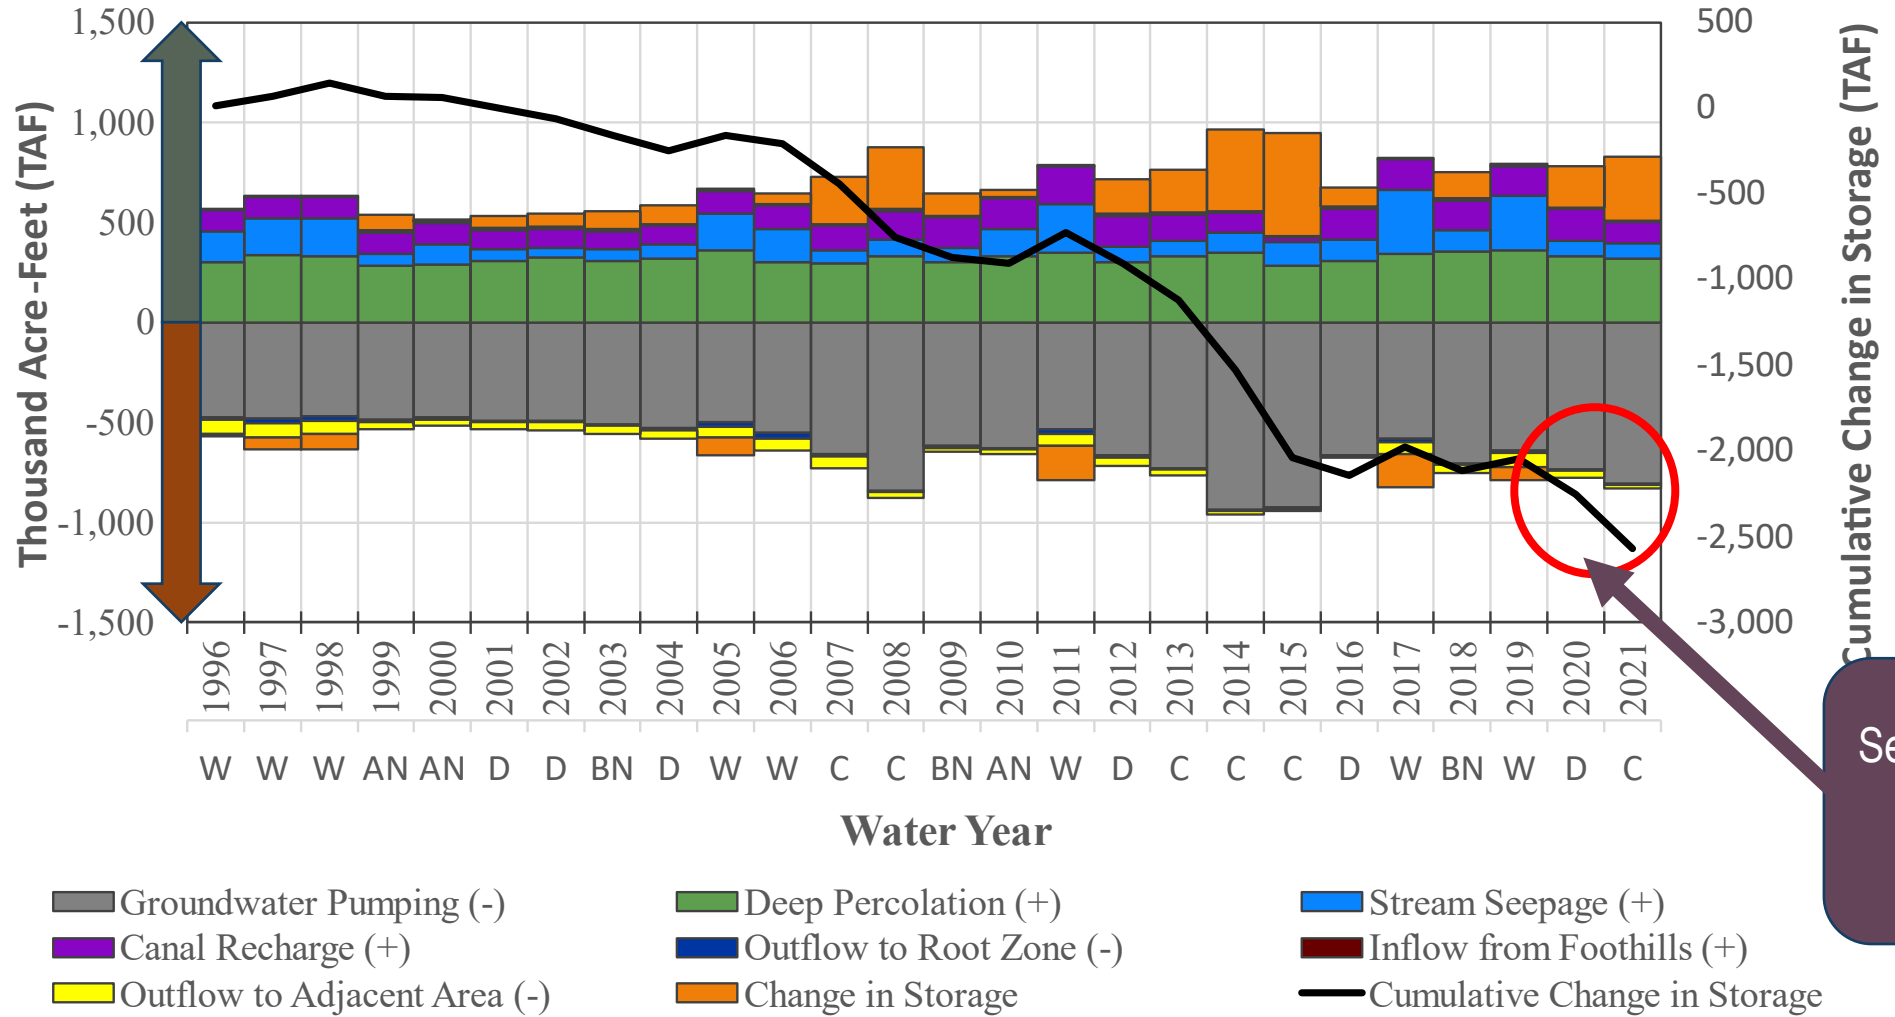 1,500
1,000
500
0
-500
-1,000
-1,500
Thousand Acre-Feet (TAF)
500
0
-500
-1,000
-1,500
-2,000
-2,500
-3,000
Cumulative Change in Storage (TAF)
1996 1997 1998 1999 2000 2001 2002 2003 2004 2005 2006 2007 2008 2009 2010 2011 2012 2013 2014 2015 2016 2017 2018 2019 2020 2021
W W W AN AN D D BN D W W C C BN AN W D C C C D W BN W D C
Water Year
Groundwater Pumping (-) Deep Percolation (+) Stream Seepage (+)
Canal Recharge (+) Outflow to Root Zone (-) Inflow from Foothills (+)
Outflow to Adjacent Area (-) Change in Storage Cumulative Change in Storage